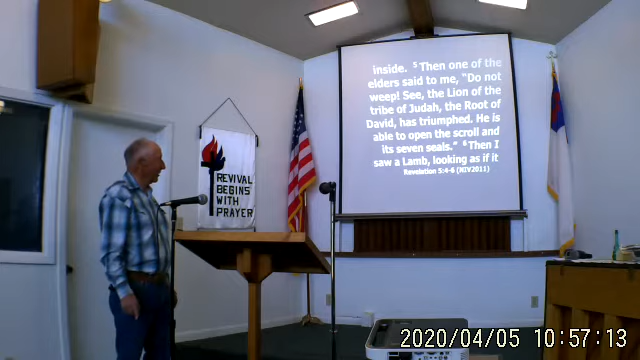 inside. 5 Then one of the
elders said to me, "Do not
weep! See, the Lion of the
tribe of Judah, the Root of
David, has triumphed. He is
able to open the scroll and
its seven seals." 6 Then I
saw a Lamb, looking as if it
Revelation 5:4-6 (NIV2011)
REVIVAL
BEGINS
WITH
PRAYER
2020/04/05 10:57:13